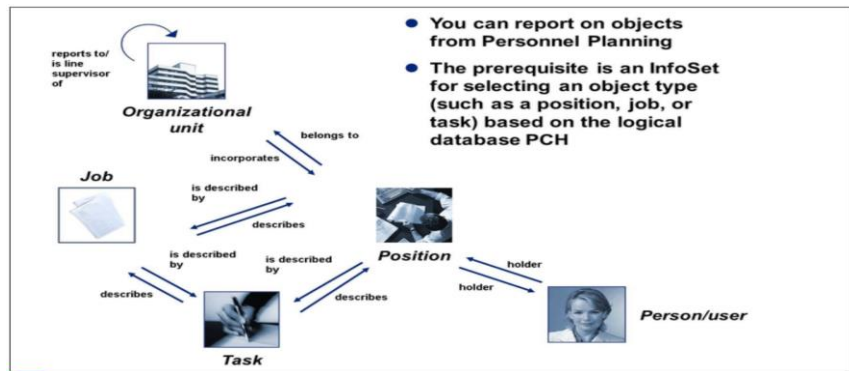 ● You can report on objects
from Personnel Planning
● The prerequisite is an InfoSet
for selecting an object type
(such as a position, job, or
task) based on the logical
database PCH
reports to/
is line
supervisor
of
Organizational
unit
belongs to
incorporates
Job
is described
by
describes
Position
is described
by
is described
by
describes
describes
Task
holder
holder
Person/user